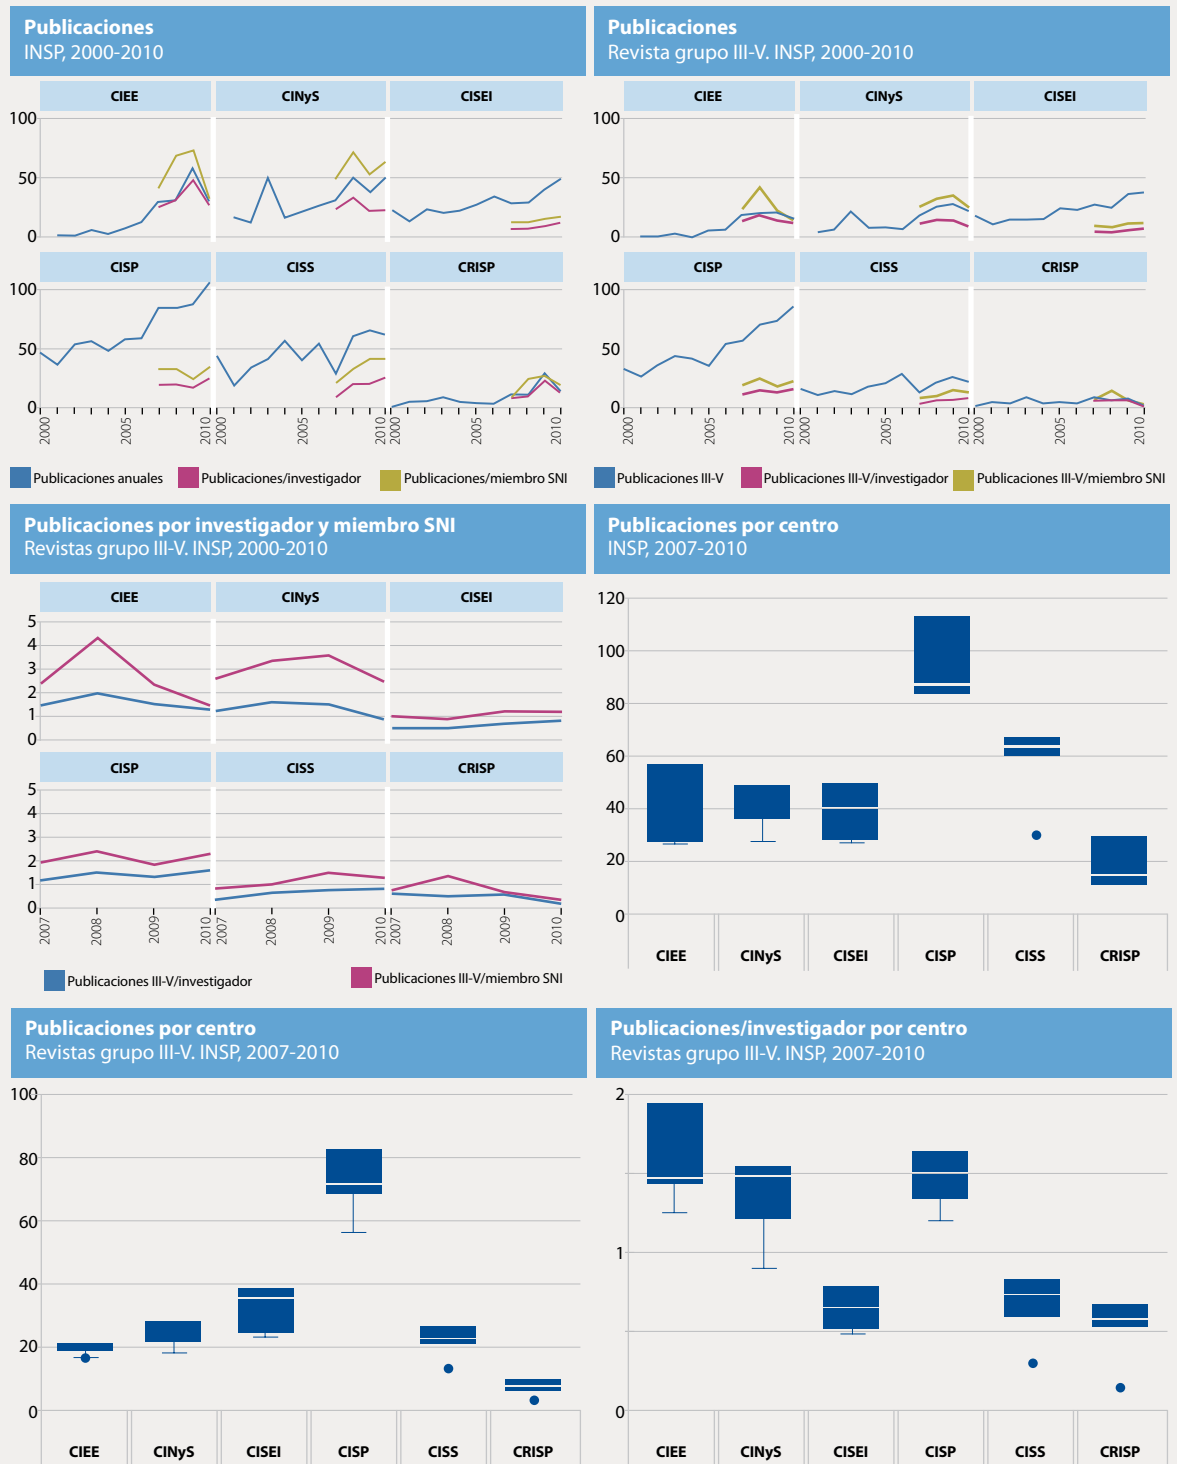 Publicaciones
INSP, 2000-2010
CIEE CINyS CISEI
100
50
0
CISP CISS CRISP
100
50
0
2000 2005 2010 2000 2005 2010 2000 2005 2010
Publicaciones anuales Publicaciones/investigador Publicaciones/miembro SNI
Publicaciones
Revista grupo III-V. INSP, 2000-2010
CIEE CINyS CISEI
100
50
0
CISP CISS CRISP
100
50
0
2000 2005 2010 2000 2005 2010 2000 2005 2010
Publicaciones III-V Publicaciones III-V/investigador Publicaciones III-V/miembro SNI
Publicaciones por investigador y miembro SNI
Revistas grupo III-V. INSP, 2000-2010
CIEE CINyS CISEI
5
4
3
2
1
0
CISP CISS CRISP
5
4
3
2
1
0
2007 2008 2009 2010 2007 2008 2009 2010 2007 2008 2009 2010
Publicaciones III-V/investigador Publicaciones III-V/miembro SNI
Publicaciones por centro
INSP, 2007-2010
120
100
80
60
40
20
0
CIEE CINyS CISEI CISP CISS CRISP
Publicaciones por centro
Revistas grupo III-V. INSP, 2007-2010
100
80
60
40
20
0
CIEE CINyS CISEI CISP CISS CRISP
Publicaciones/investigador por centro
Revistas grupo III-V. INSP, 2007-2010
2
1
0
CIEE CINyS CISEI CISP CISS CRISP